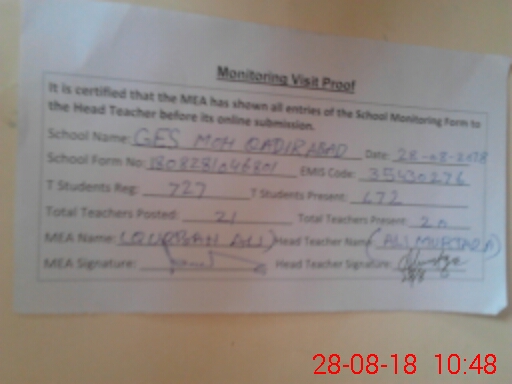 Monitoring Visit Proof
It is certified that the MEA has shown all entries of the School Monitoring Form to
the Head Teacher before its online submission.
School Name: GES MOH QADIRABAD Date: 28-08-2018
School Form No: EMIS Code: 35430276
T Students Reg: 727 T Students Present: 672
Total Teachers Posted: 21 Total Teachers Present: 20
MEA Name: ALI Head Teacher Name (ALI MURTAZA)
MEA Signature: Head Teacher Signature:
28-08-18 10:48